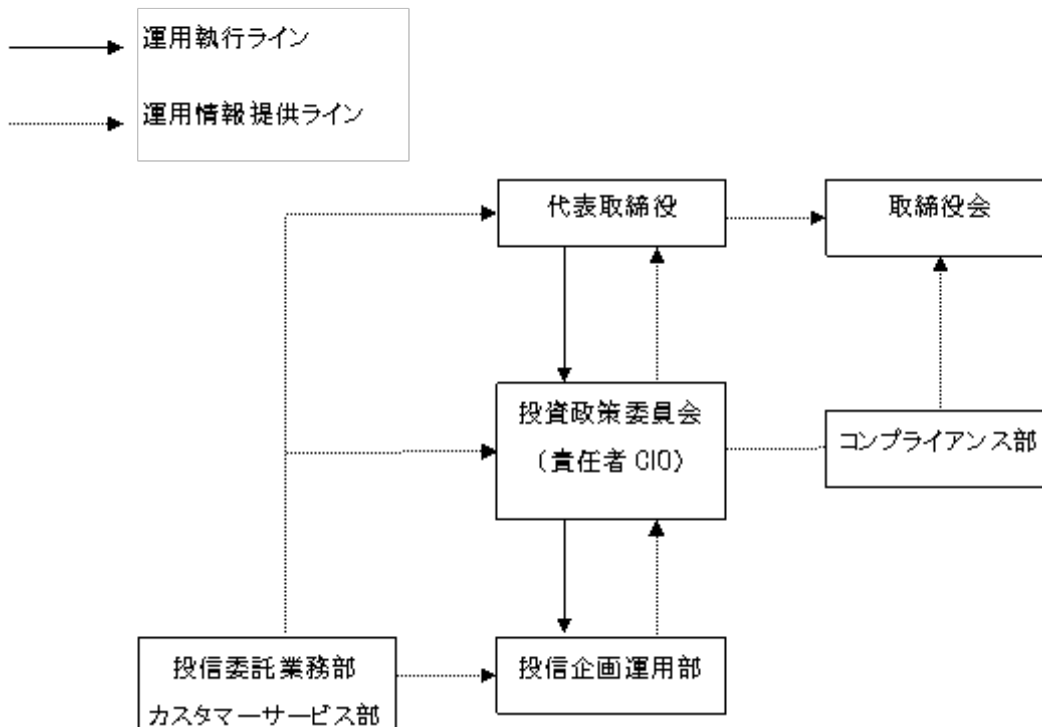 運用執行ライン
運用情報提供ライン
代表取締役
取締役会
投資政策委員会
（責任者 CIO）
コンプライアンス部
投信委託業務部
カスタマーサービス部
投信企画運用部